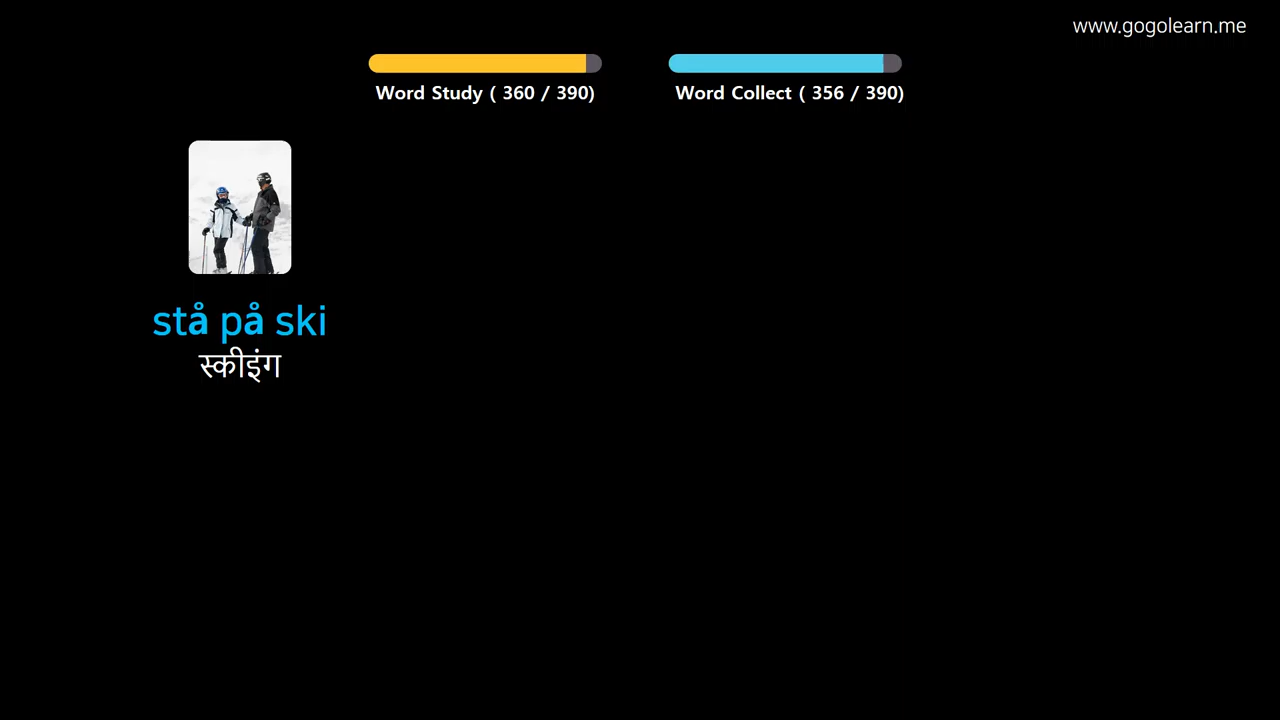 www.gogolearn.me
Word Study ( 360 / 390)
Word Collect ( 356 / 390)
stå på ski
स्कीइंग